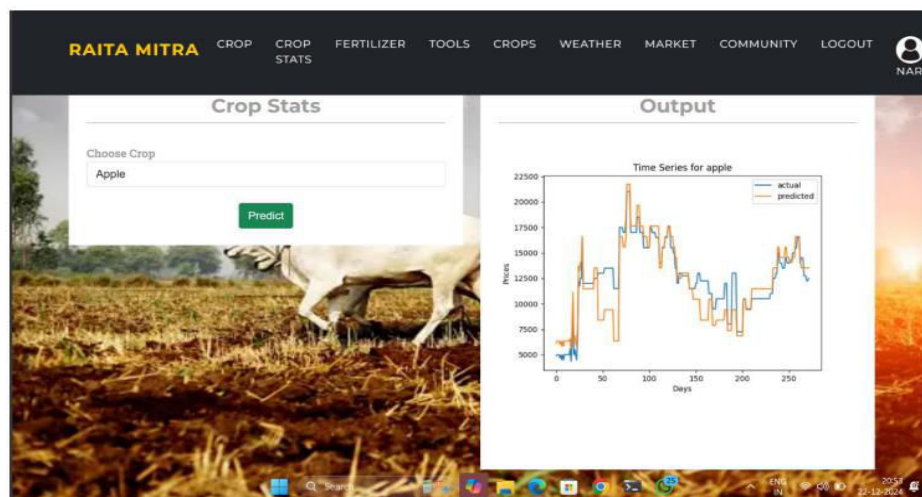 RAITA MITRA
CROP
CROP
STATS
FERTILIZER
TOOLS
CROPS
WEATHER
MARKET
COMMUNITY
LOGOUT
NAR
Crop Stats
Choose Crop
Apple
Predict
Output
Time Series for apple
actual
predicted
22500
20000
17500
15000
12500
10000
7500
5000
Prices
0
50
100
150
200
250
Days
Search
25
ENG
IN
20:53
22-12-2024